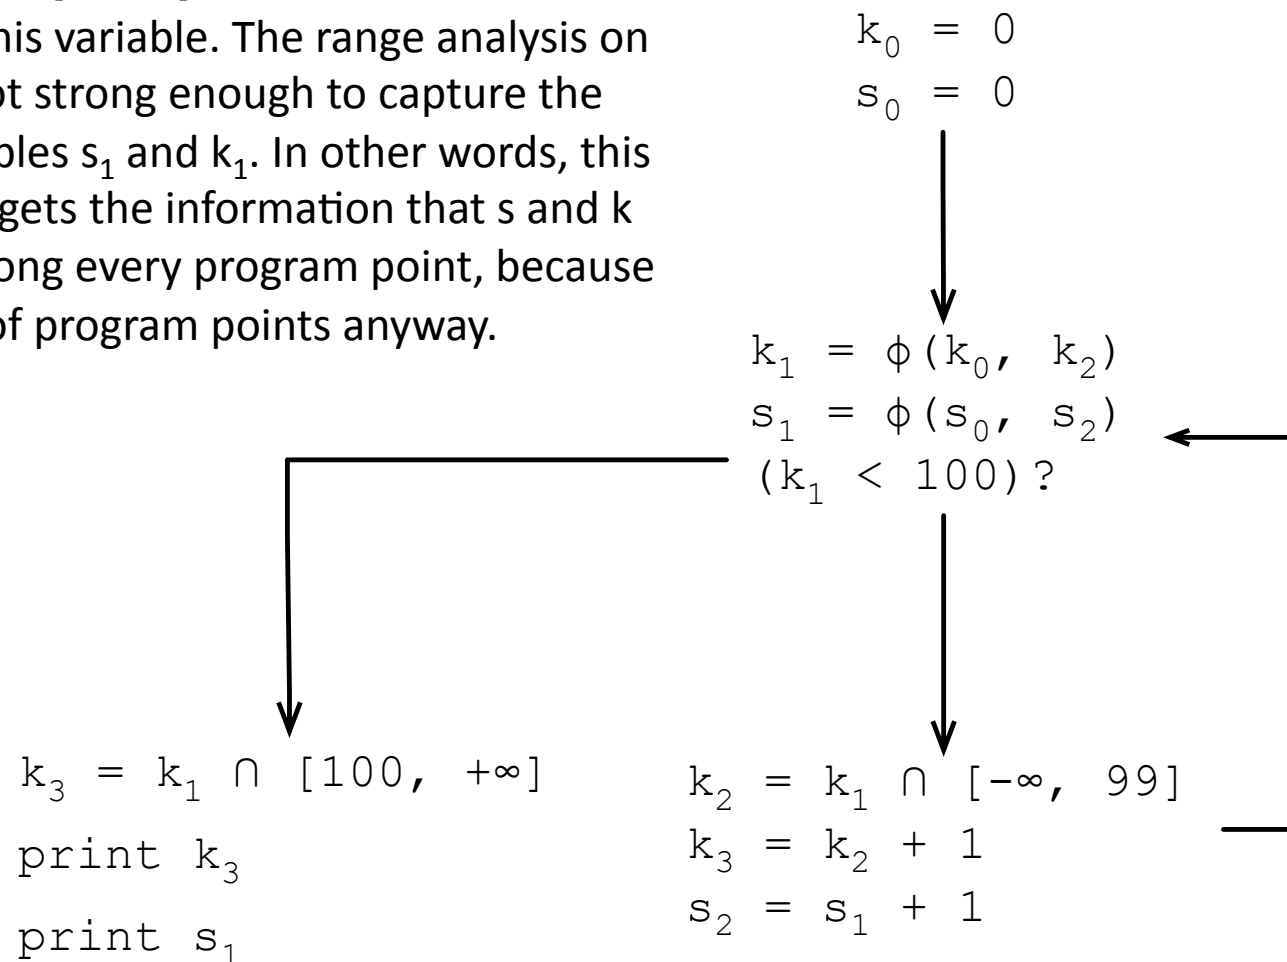 his variable. The range analysis on
ot strong enough to capture the
bles s₁ and k₁. In other words, this
gets the information that s and k
ong every program point, because
of program points anyway.
k₀ = 0
s₀ = 0
k₁ = ϕ(k₀, k₂)
s₁ = ϕ(s₀, s₂)
(k₁ < 100)?
k₃ = k₁ ∩ [100, +∞]
print k₃
print s₁
k₂ = k₁ ∩ [-∞, 99]
k₃ = k₂ + 1
s₂ = s₁ + 1